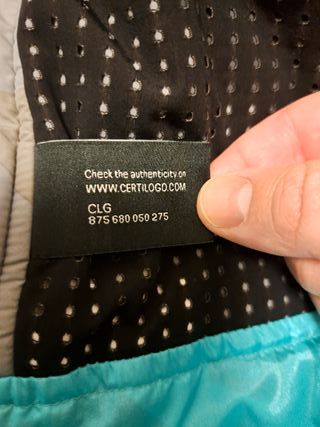 Check the authenticity on
WWW.CERTILOGO.COM
CLG
875 680 050 275